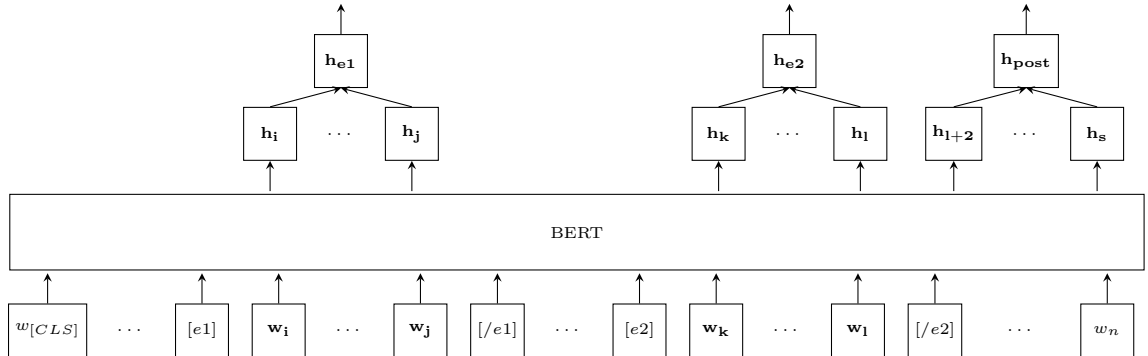 h_e1 h_e2 h_post
h_i ... h_j h_k ... h_l h_l+2 ... h_s
BERT
w_[CLS] ... [e1] w_i ... w_j [/e1] ... [e2] w_k ... w_l [/e2] ... w_n